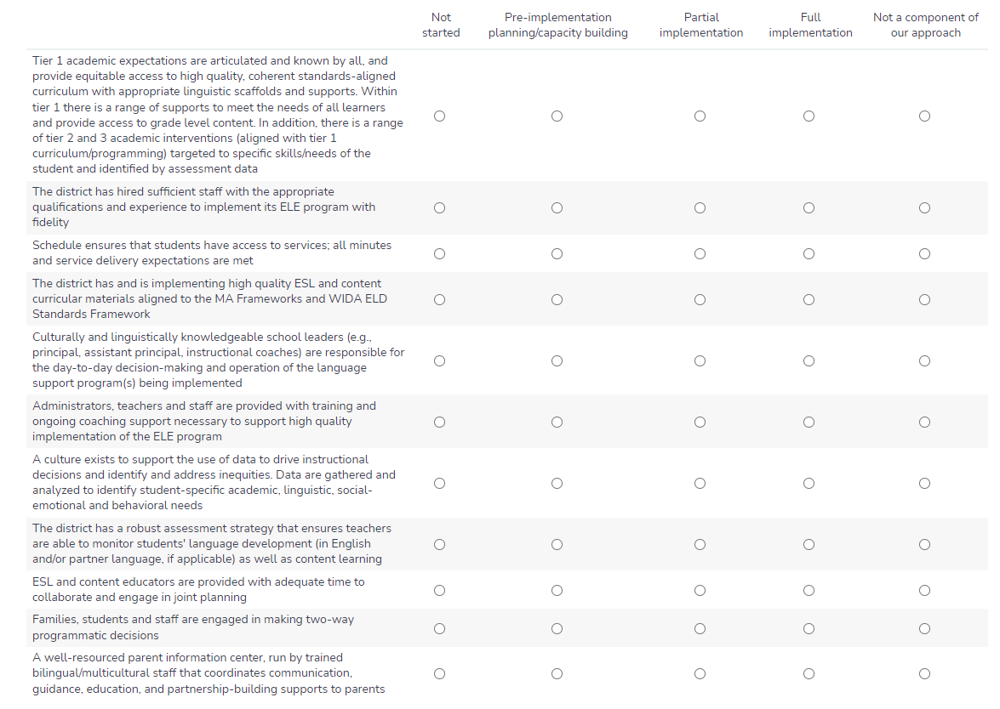 Not started
Pre-implementation planning/capacity building
Partial implementation
Full implementation
Not a component of our approach
Tier 1 academic expectations are articulated and known by all, and
provide equitable access to high quality, coherent standards-aligned
curriculum with appropriate linguistic scaffolds and supports. Within
tier 1 there is a range of supports to meet the needs of all learners
and provide access to grade level content. In addition, there is a range
of tier 2 and 3 academic interventions (aligned with tier 1
curriculum/programming) targeted to specific skills/needs of the
student and identified by assessment data
The district has hired sufficient staff with the appropriate
qualifications and experience to implement its ELE program with
fidelity
Schedule ensures that students have access to services; all minutes
and service delivery expectations are met
The district has and is implementing high quality ESL and content
curricular materials aligned to the MA Frameworks and WIDA ELD
Standards Framework
Culturally and linguistically knowledgeable school leaders (e.g.,
principal, assistant principal, instructional coaches) are responsible for
the day-to-day decision-making and operation of the language
support program(s) being implemented
Administrators, teachers and staff are provided with training and
ongoing coaching support necessary to support high quality
implementation of the ELE program
A culture exists to support the use of data to drive instructional
decisions and identify and address inequities. Data are gathered and
analyzed to identify student-specific academic, linguistic, social-
emotional and behavioral needs
The district has a robust assessment strategy that ensures teachers
are able to monitor students' language development (in English
and/or partner language, if applicable) as well as content learning
ESL and content educators are provided with adequate time to
collaborate and engage in joint planning
Families, students and staff are engaged in making two-way
programmatic decisions
A well-resourced parent information center, run by trained
bilingual/multicultural staff that coordinates communication,
guidance, education, and partnership-building supports to parents